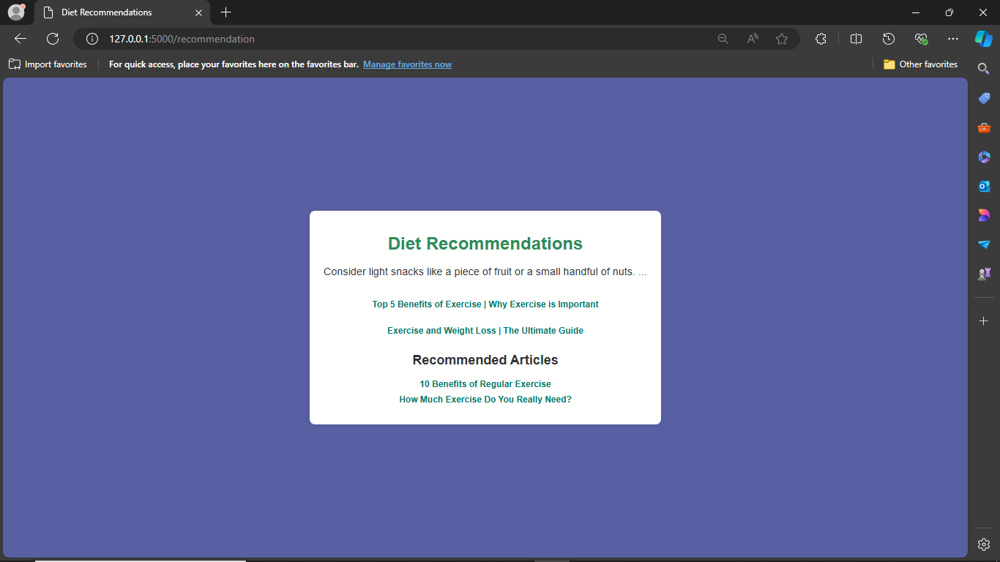 Diet Recommendations
127.0.0.1:5000/recommendation
Import favorites
For quick access, place your favorites here on the favorites bar. Manage favorites now
Other favorites
Diet Recommendations
Consider light snacks like a piece of fruit or a small handful of nuts. ...
Top 5 Benefits of Exercise | Why Exercise is Important
Exercise and Weight Loss | The Ultimate Guide
Recommended Articles
10 Benefits of Regular Exercise
How Much Exercise Do You Really Need?